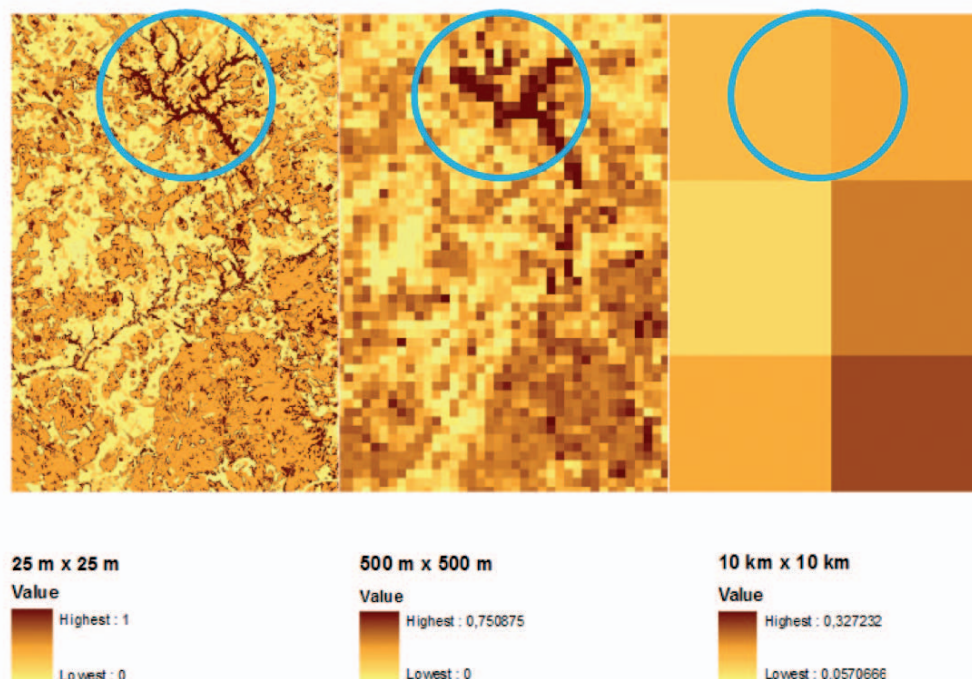 25 m x 25 m
Value
Highest : 1
Lowest : 0
500 m x 500 m
Value
Highest : 0,750875
Lowest : 0
10 km x 10 km
Value
Highest : 0,327232
Lowest : 0,0570666